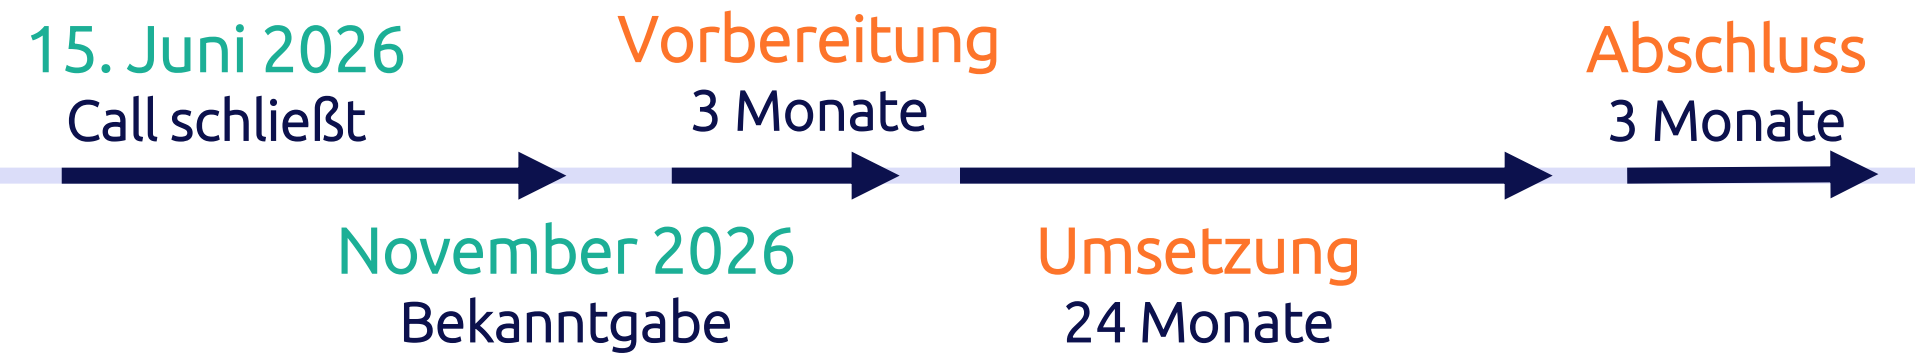 15. Juni 2026
Call schließt
November 2026
Bekanntgabe
Vorbereitung
3 Monate
Umsetzung
24 Monate
Abschluss
3 Monate